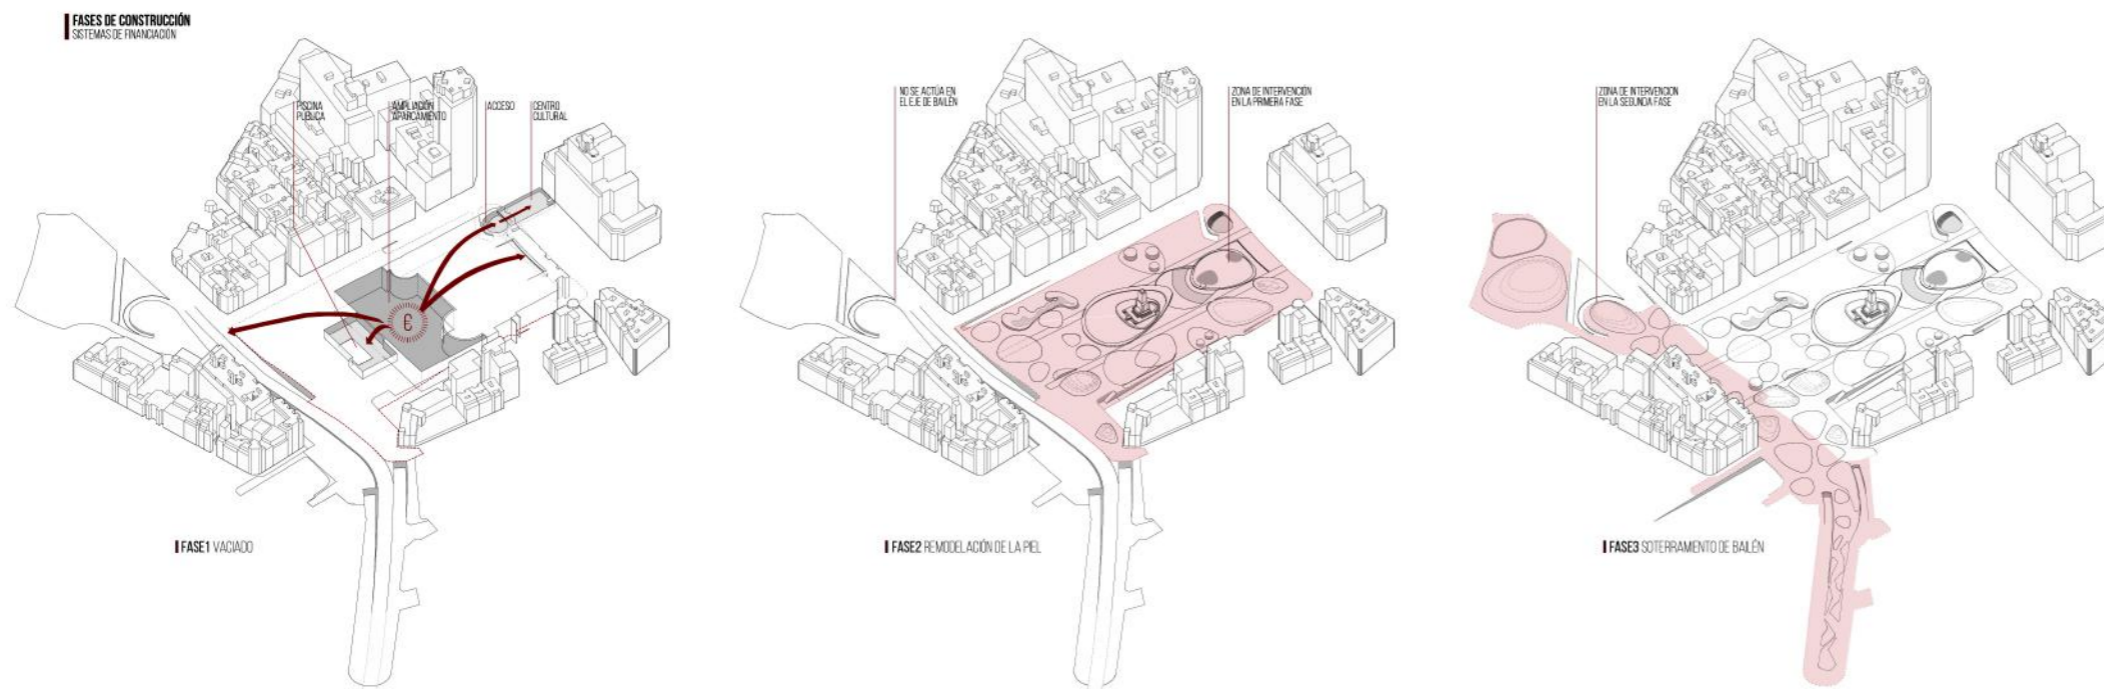 FASES DE CONSTRUCCIÓN
SISTEMAS DE FINANCIACIÓN
PISCINA
PÚBLICA
AMPLIACIÓN
APARCAMIENTO
ACCESO
CENTRO
CULTURAL
€
FASE1 VACIADO
NO SE ACTÚA EN
EL EJE DE BAILÉN
ZONA DE INTERVENCIÓN
EN LA PRIMERA FASE
FASE2 REMODELACIÓN DE LA PIEL
ZONA DE INTERVENCION
EN LA SEGUNDA FASE
FASE3 SOTERRAMIENTO DE BAILÉN